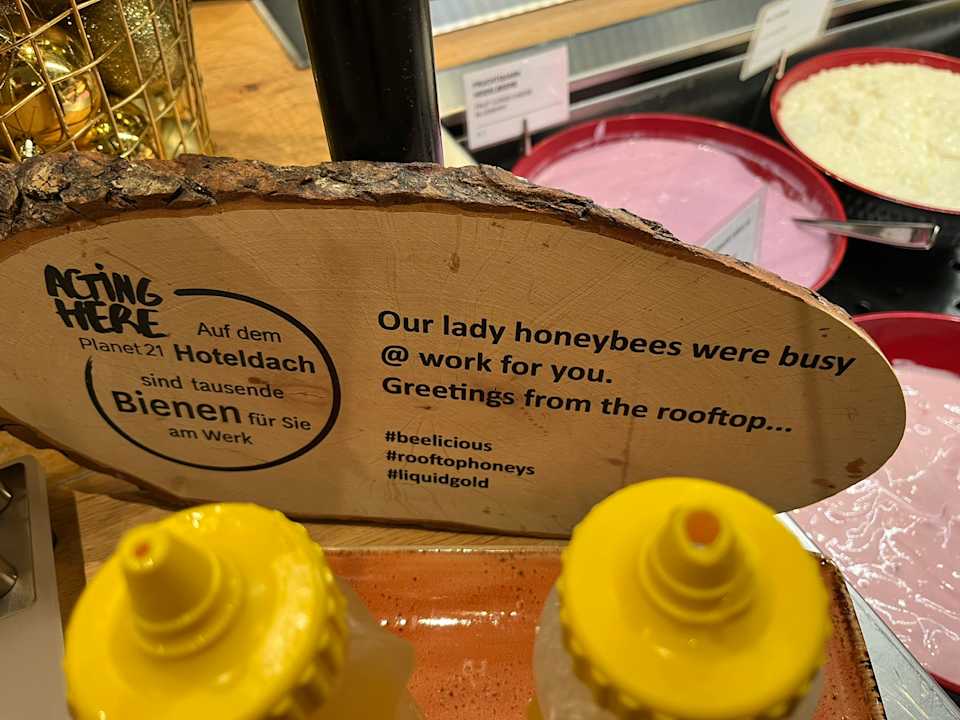 ACTING
HERE
Planet 21
Auf dem
Hoteldach
sind tausende
Bienen für Sie
am Werk
Our lady honeybees were busy
@ work for you.
Greetings from the rooftop...
#beelicious
#rooftophoneys
#liquidgold